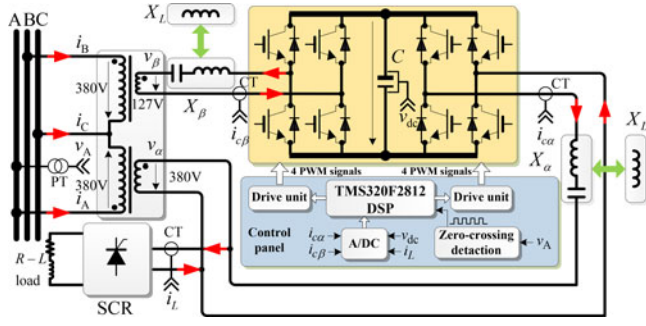 A B C
X_L
i_B
v_β
380V
127V
X_β
CT
i_cβ
C
v_dc
CT
i_cα
X_α
X_L
i_C
v_A
PT
380V
i_A
v_α
380V
4 PWM signals
4 PWM signals
Drive unit
TMS320F2812
DSP
Drive unit
Control
panel
i_cα
i_cβ
A/DC
v_dc
i_L
Zero-crossing
detaction
v_A
R-L
load
SCR
CT
i_L